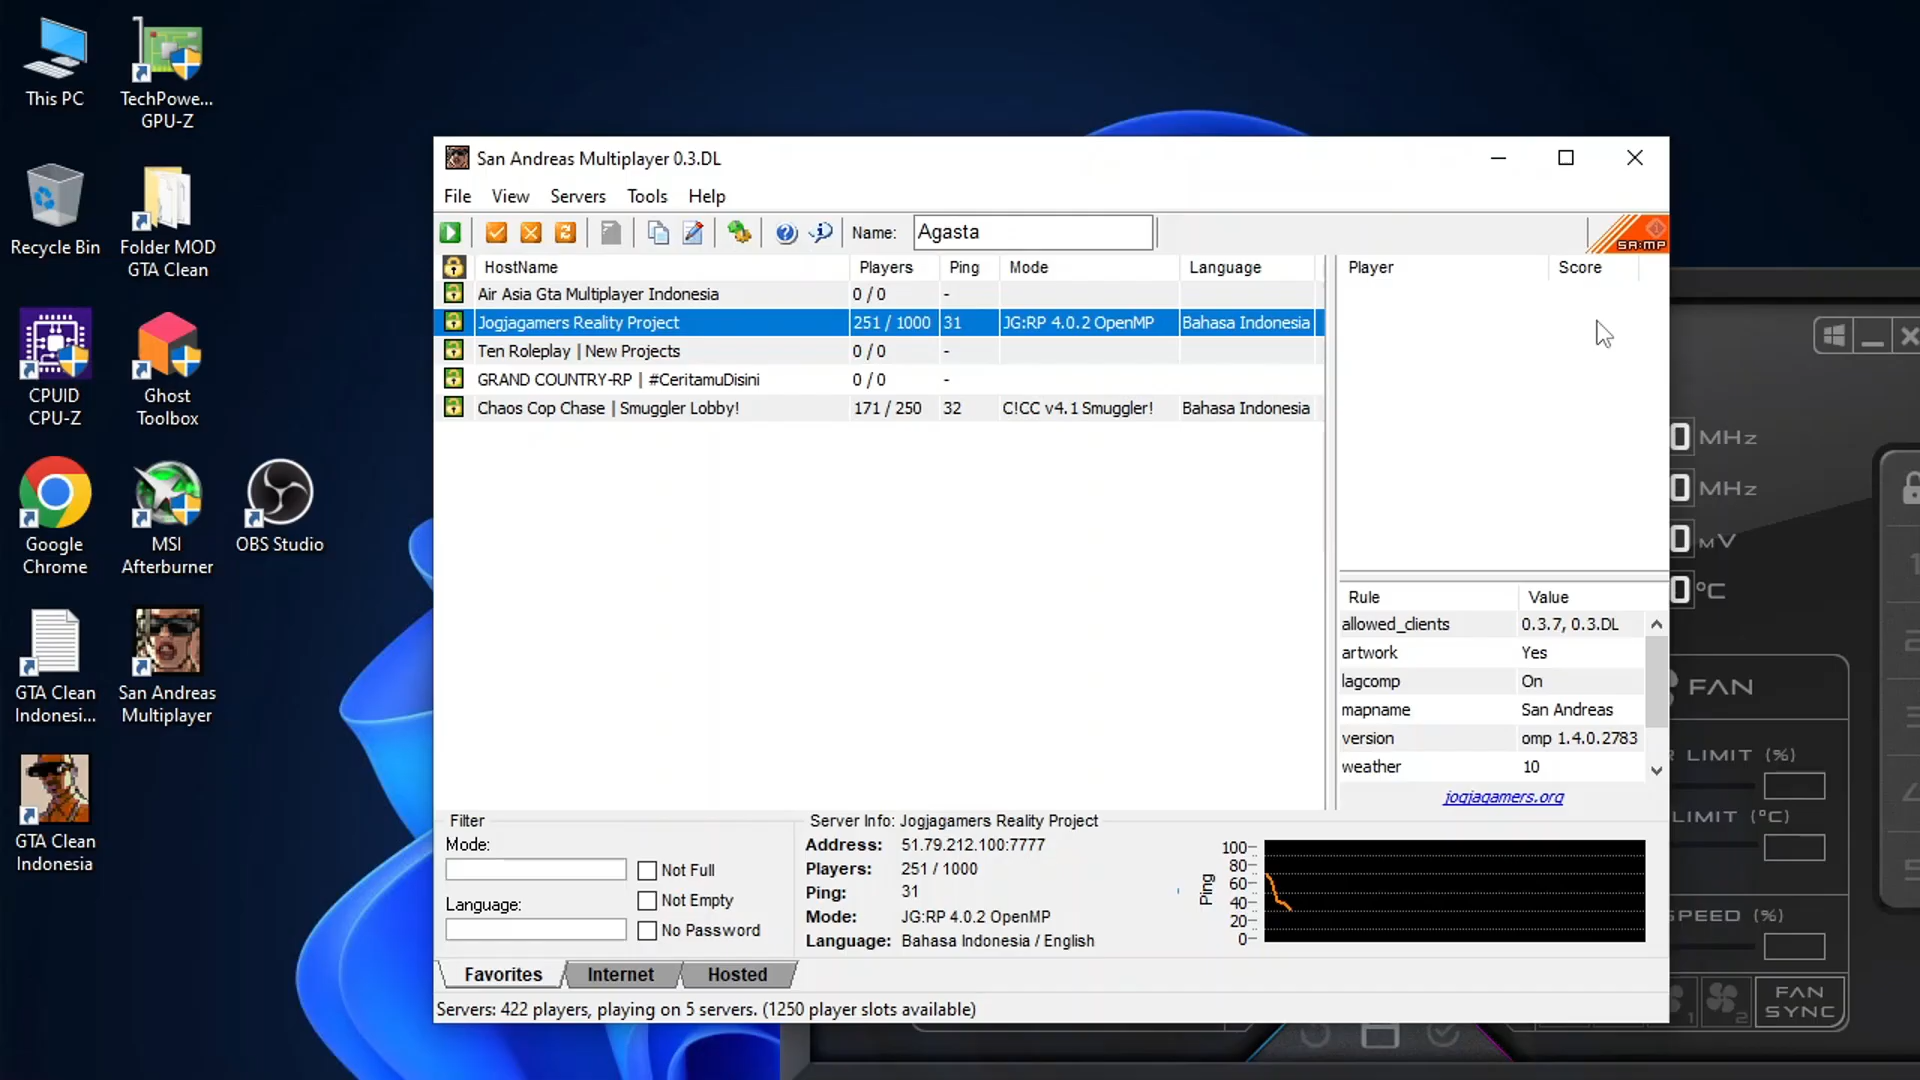 This PC
TechPowe...
GPU-Z
Recycle Bin
Folder MOD
GTA Clean
CPUID
CPU-Z
Ghost
Toolbox
Google
Chrome
MSI
Afterburner
OBS Studio
GTA Clean
Indonesi...
San Andreas
Multiplayer
GTA Clean
Indonesia
San Andreas Multiplayer 0.3.DL
File View Servers Tools Help
Name: Agasta
SA:MP
HostName Players Ping Mode Language
Air Asia Gta Multiplayer Indonesia 0 / 0 -
Jogjagamers Reality Project 251 / 1000 31 JG:RP 4.0.2 OpenMP Bahasa Indonesia
Ten Roleplay | New Projects 0 / 0 -
GRAND COUNTRY-RP | #CeritamuDisini 0 / 0 -
Chaos Cop Chase | Smuggler Lobby! 171 / 250 32 C!CC v4.1 Smuggler! Bahasa Indonesia
Player Score
Rule Value
allowed_clients 0.3.7, 0.3.DL
artwork Yes
lagcomp On
mapname San Andreas
version omp 1.4.0.2783
weather 10
jogjagamers.org
Filter
Mode:
Not Full
Not Empty
Language:
No Password
Server Info: Jogjagamers Reality Project
Address: 51.79.212.100:7777
Players: 251 / 1000
Ping: 31
Mode: JG:RP 4.0.2 OpenMP
Language: Bahasa Indonesia / English
Ping
100
80
60
40
20
0
Favorites Internet Hosted
Servers: 422 players, playing on 5 servers. (1250 player slots available)
0 MHz
0 MHz
0 MV
0 °C
FAN
LIMIT (%)
LIMIT (°C)
SPEED (%)
1
2
FAN
SYNC